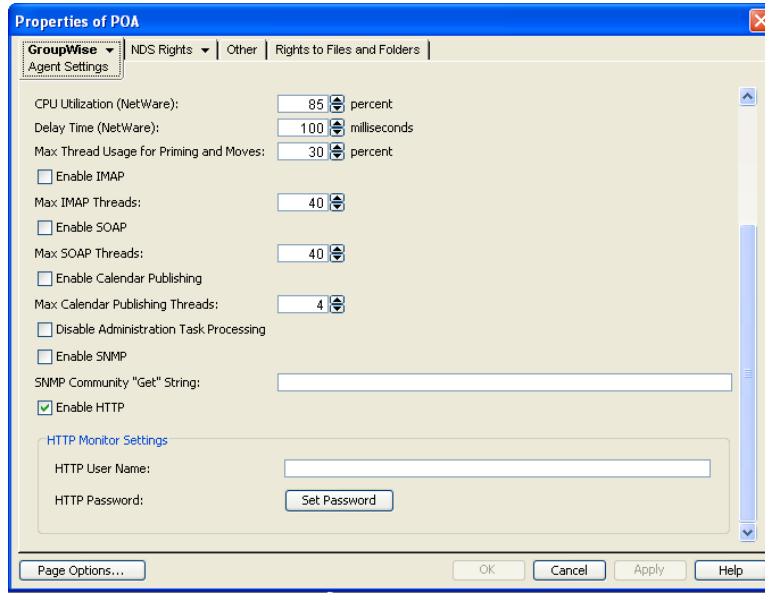 Properties of POA
GroupWise NDS Rights Other Rights to Files and Folders
Agent Settings
CPU Utilization (NetWare): 85 percent
Delay Time (NetWare): 100 milliseconds
Max Thread Usage for Priming and Moves: 30 percent
Enable IMAP
Max IMAP Threads: 40
Enable SOAP
Max SOAP Threads: 40
Enable Calendar Publishing
Max Calendar Publishing Threads: 4
Disable Administration Task Processing
Enable SNMP
SNMP Community "Get" String:
Enable HTTP
HTTP Monitor Settings
HTTP User Name:
HTTP Password: Set Password
Page Options... OK Cancel Apply Help